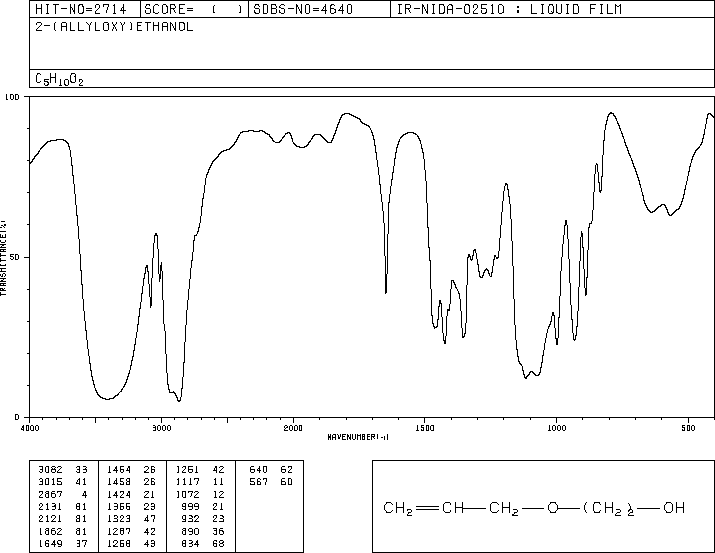 HIT-NO=2714 SCORE= ( ) SDBS-NO=4640 IR-NIDA-02510 : LIQUID FILM
2-(ALLYLOXY)ETHANOL
C5H10O2
100
50
0
TRANSMITTANCE(%)
4000 3000 2000 1500 1000 500
WAVENUMBER(-1)
3082 33 1464 26 1251 42 640 62
3015 41 1458 26 1117 11 567 60
2867 4 1424 21 1072 12
2131 81 1355 23 999 21
2121 81 1323 47 932 23
1862 81 1287 42 890 36
1649 37 1268 43 834 68
CH2=CH—CH2—O—(CH2)2—OH